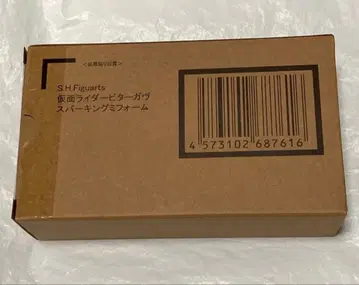 S.H.Figuarts
仮面ライダービターガヴ
スパーキングミフォーム
4 573102 687616